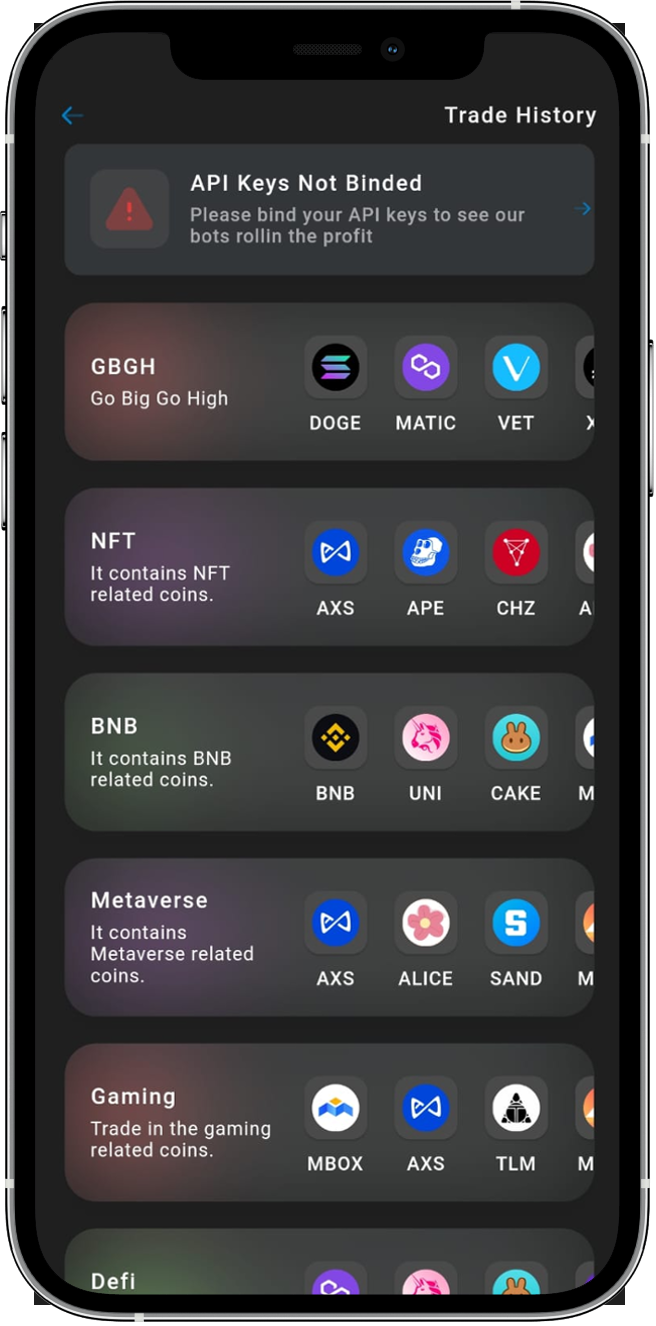 Trade History
API Keys Not Binded
Please bind your API keys to see our
bots rollin the profit
GBGH
Go Big Go High
DOGE MATIC VET
NFT
It contains NFT
related coins.
AXS APE CHZ
BNB
It contains BNB
related coins.
BNB UNI CAKE
Metaverse
It contains
Metaverse related
coins.
AXS ALICE SAND
Gaming
Trade in the gaming
related coins.
MBOX AXS TLM
Defi